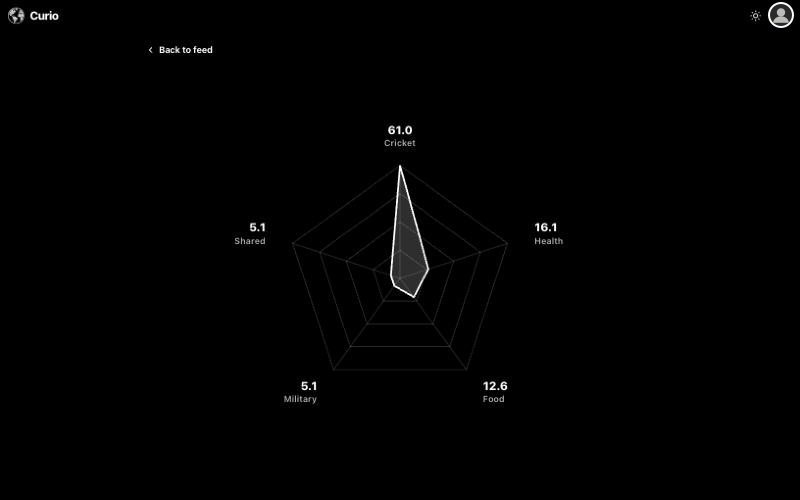 Curio
Back to feed
61.0
Cricket
5.1
Shared
16.1
Health
5.1
Military
12.6
Food